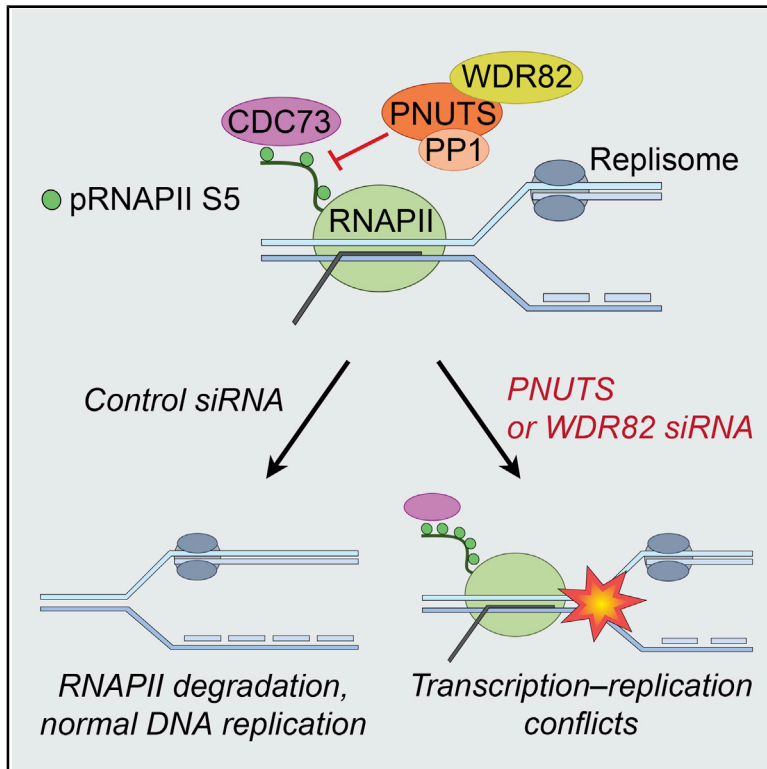 WDR82
CDC73
PNUTS
PP1
Replisome
pRNAPII S5
RNAPII
Control siRNA
PNUTS
or WDR82 siRNA
RNAPII degradation,
normal DNA replication
Transcription–replication
conflicts